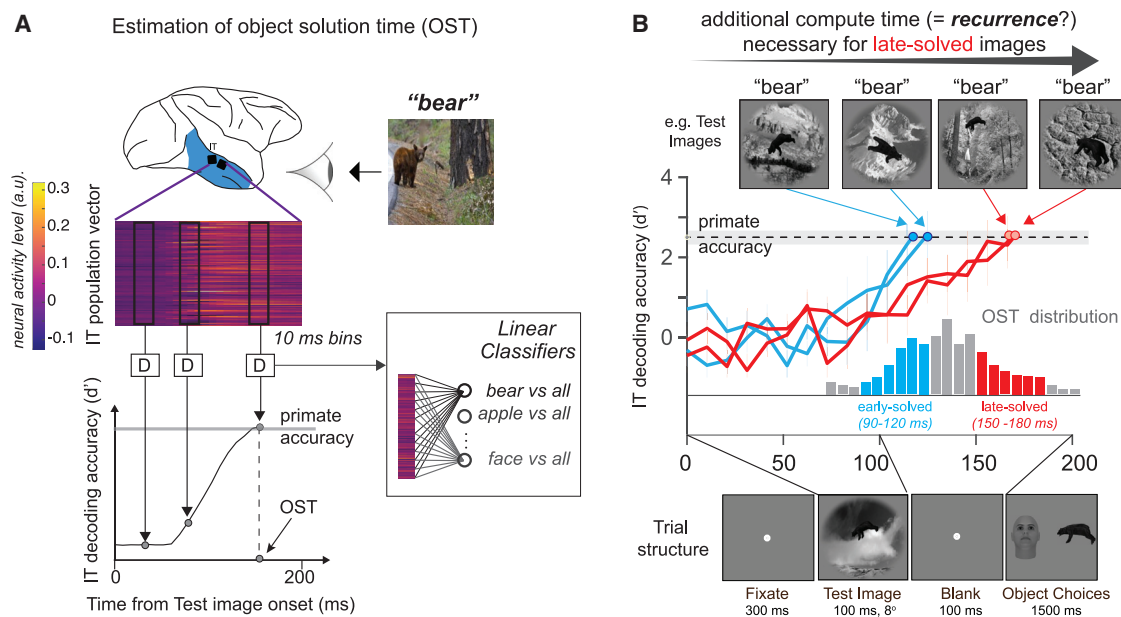 A
Estimation of object solution time (OST)
"bear"
IT
neural activity level (a.u).
0.3
0.2
0.1
0
-0.1
IT population vector
10 ms bins
D
D
D
Linear
Classifiers
bear vs all
apple vs all
face vs all
IT decoding accuracy (d')
primate
accuracy
OST
0
200
Time from Test image onset (ms)
B
additional compute time (= recurrence?)
necessary for late-solved images
"bear"
"bear"
"bear"
"bear"
e.g. Test
Images
IT decoding accuracy (d')
4
2
0
primate
accuracy
OST distribution
early-solved
(90-120 ms)
late-solved
(150 -180 ms)
0
50
100
150
200
Trial
structure
Fixate
300 ms
Test Image
100 ms, 8º
Blank
100 ms
Object Choices
1500 ms